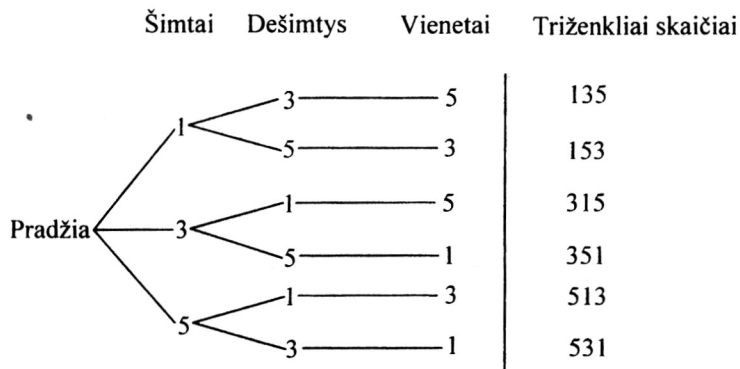 Šimtai Dešimtys Vienetai Triženkliai skaičiai
3 5 135
1
5 3 153
1 5 315
Pradžia 3
5 1 351
1 3 513
5
3 1 531